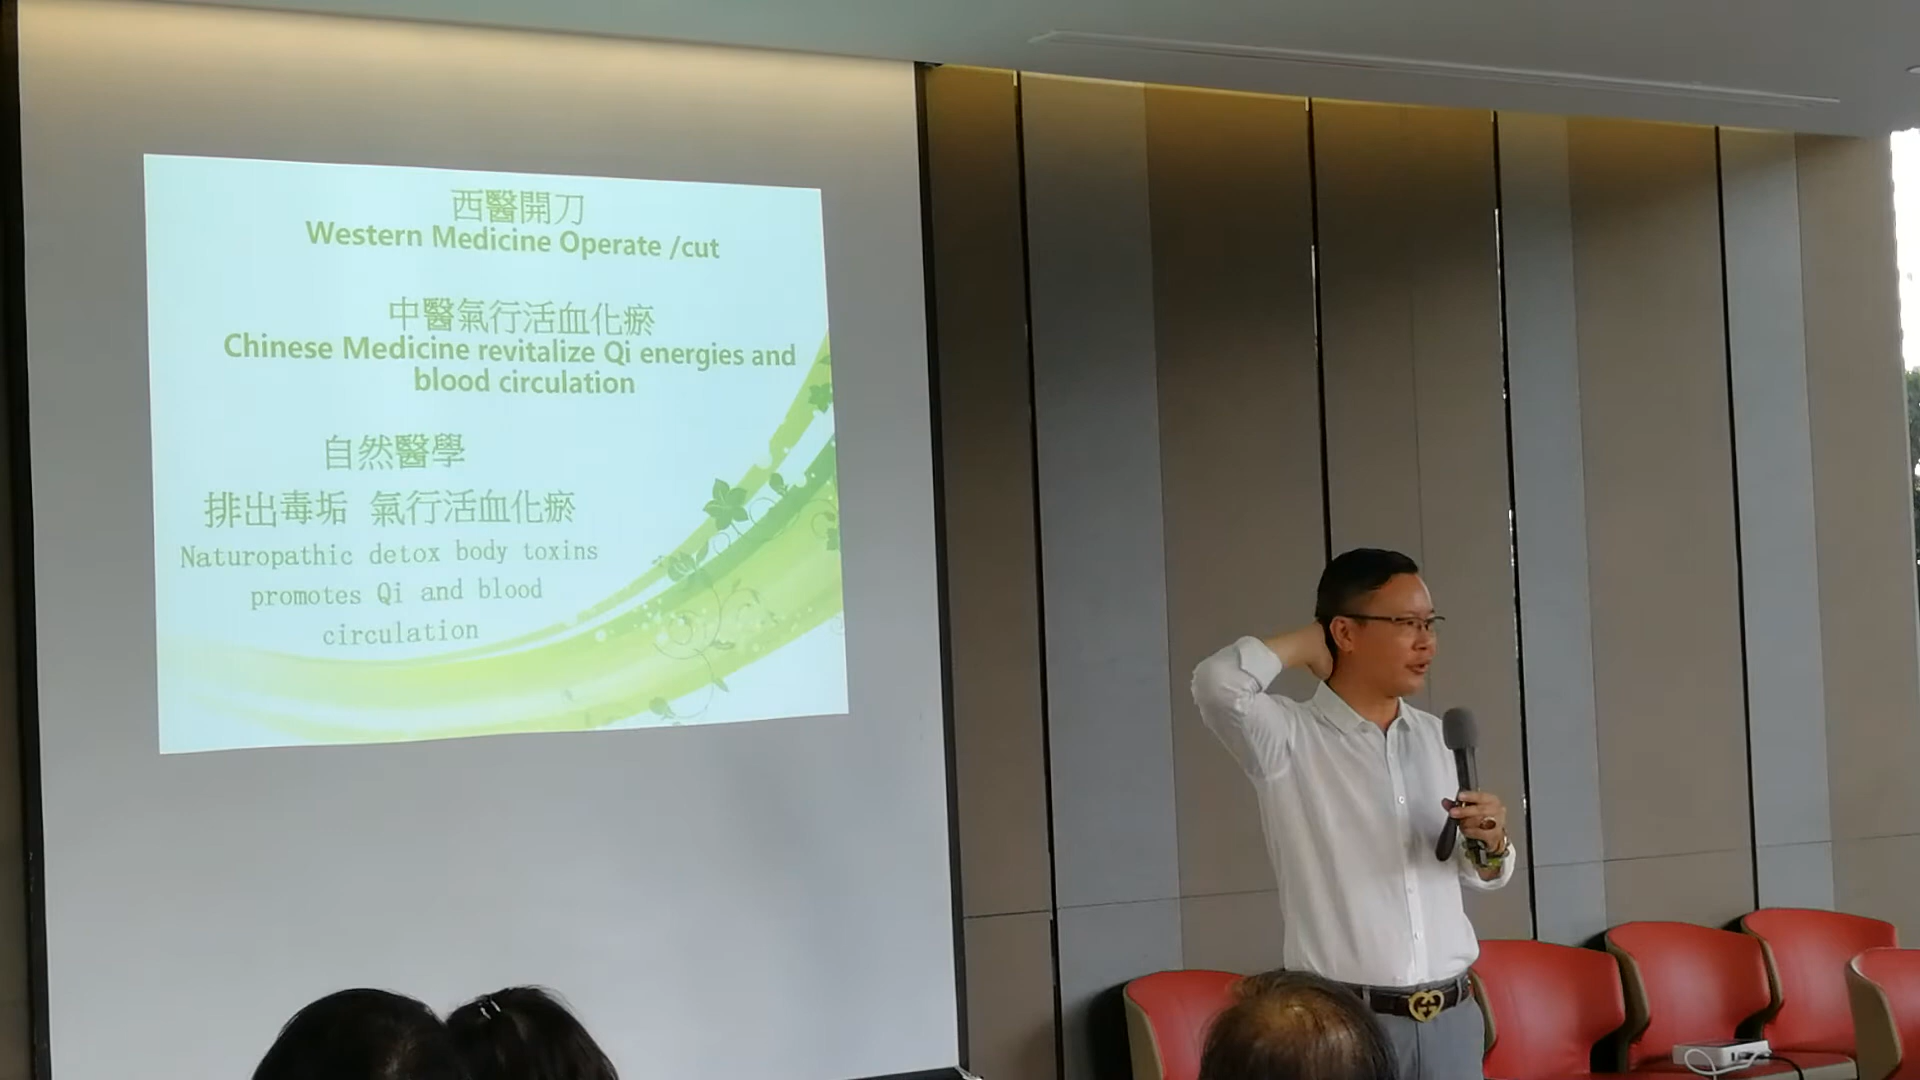 西醫開刀
Western Medicine Operate /cut
中醫氣行活血化瘀
Chinese Medicine revitalize Qi energies and
blood circulation
自然醫學
排出毒垢 氣行活血化瘀
Naturopathic detox body toxins
promotes Qi and blood
circulation